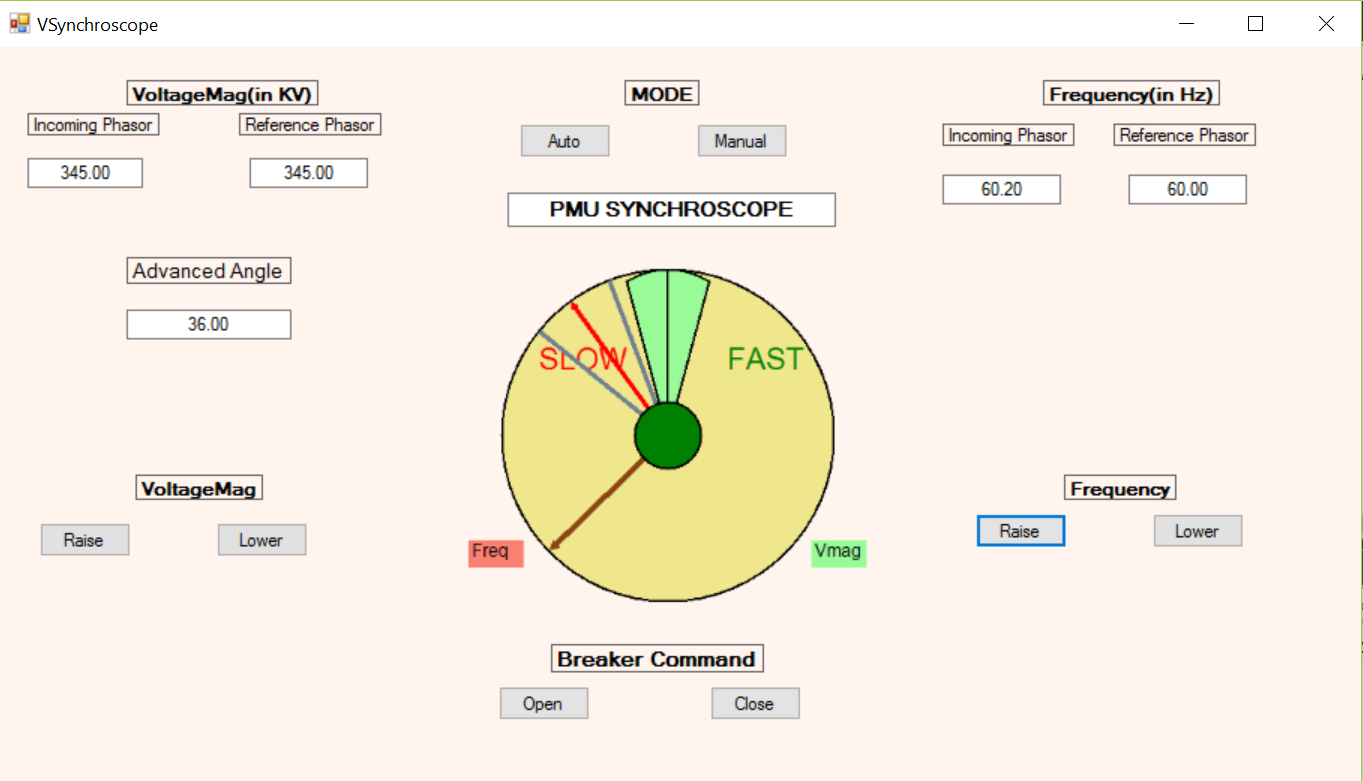 VSynchroscope
VoltageMag(in KV)
MODE
Frequency(in Hz)
Incoming Phasor
Reference Phasor
Auto
Manual
Incoming Phasor
Reference Phasor
345.00
345.00
60.20
60.00
PMU SYNCHROSCOPE
Advanced Angle
36.00
SLOW
FAST
VoltageMag
Frequency
Raise
Lower
Raise
Lower
Freq
Vmag
Breaker Command
Open
Close